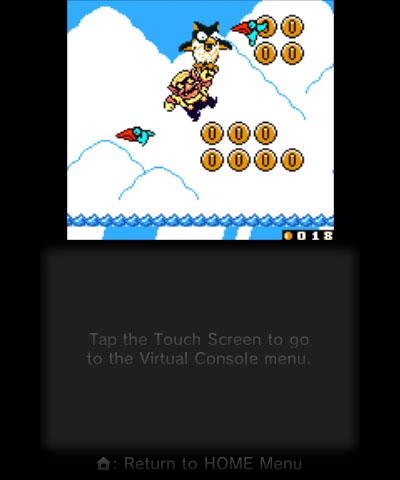 018
Tap the Touch Screen to go
to the Virtual Console menu.
: Return to HOME Menu